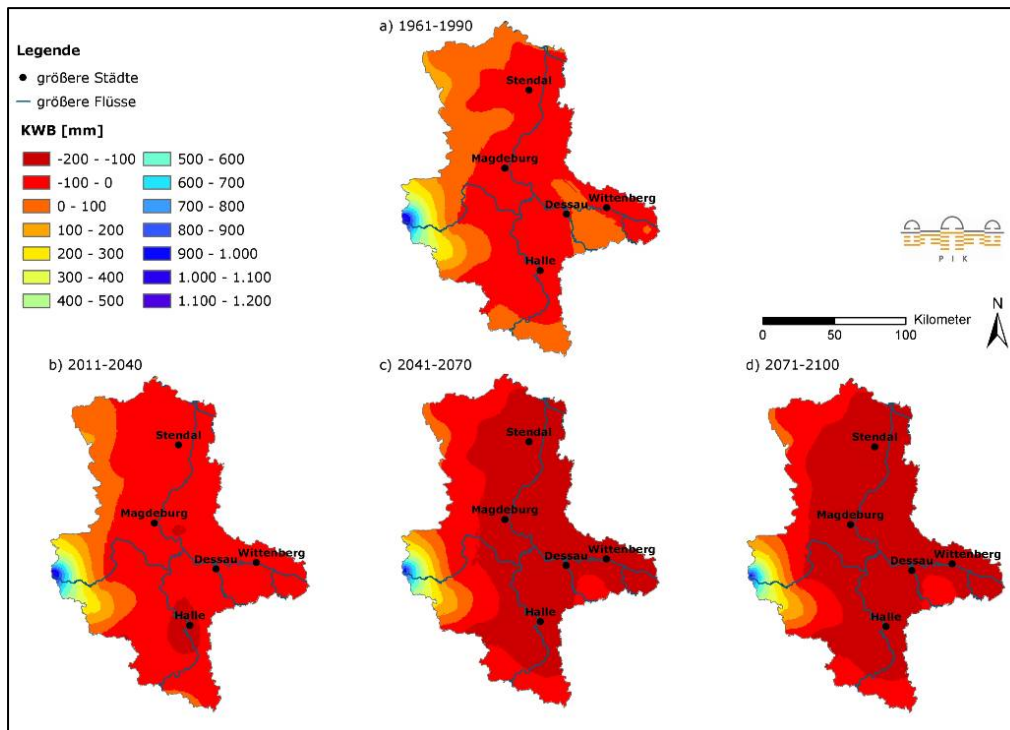 a) 1961-1990
Legende
größere Städte
größere Flüsse
KWB [mm]
-200 - -100
-100 - 0
0 - 100
100 - 200
200 - 300
300 - 400
400 - 500
500 - 600
600 - 700
700 - 800
800 - 900
900 - 1.000
1.000 - 1.100
1.100 - 1.200
Stendal
Magdeburg
Dessau
Wittenberg
Halle
P I K
N
Kilometer
0 50 100
b) 2011-2040
Stendal
Magdeburg
Dessau
Wittenberg
Halle
c) 2041-2070
Stendal
Magdeburg
Dessau
Wittenberg
Halle
d) 2071-2100
Stendal
Magdeburg
Dessau
Wittenberg
Halle